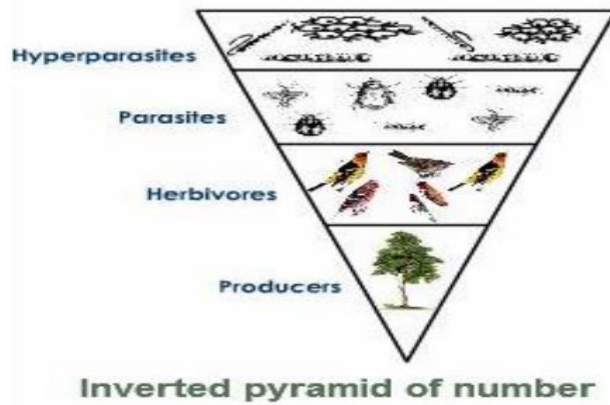 Hyperparasites
Parasites
Herbivores
Producers
Inverted pyramid of number